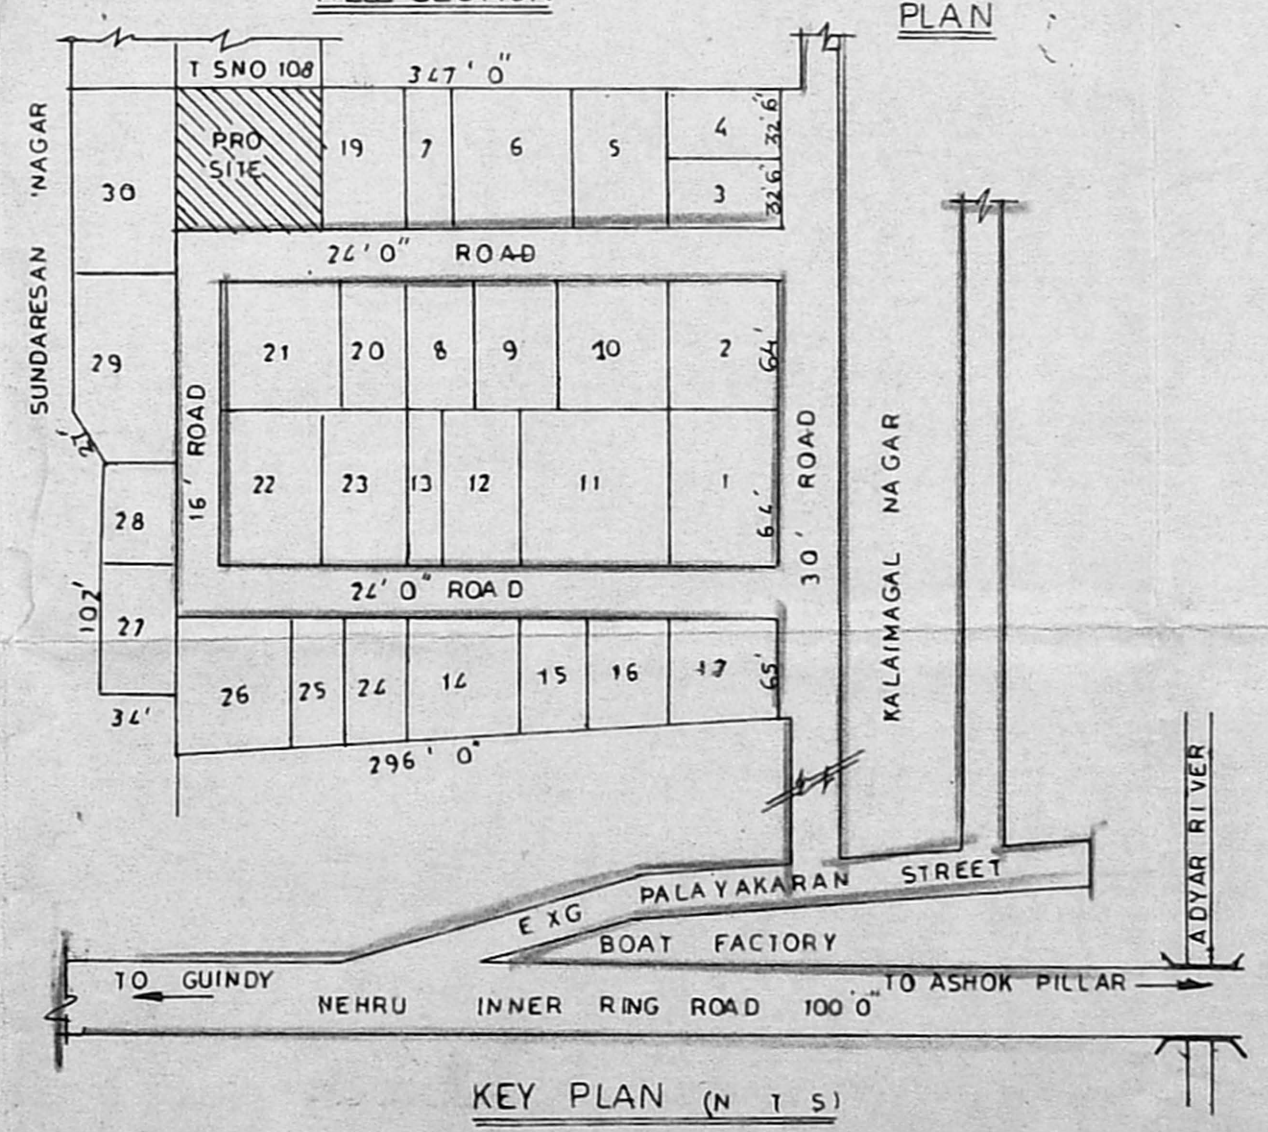 PLAN
T SNO 108
347' 0"
PRO
SITE
19
7
6
5
4
3
32'6"
32'6"
30
SUNDARESAN NAGAR
24'0" ROAD
29
21
20
8
9
10
2
64'
16' ROAD
22
23
13
12
11
1
64'
30' ROAD
KALAIMAGAL NAGAR
28
24'0" ROAD
102'
27
26
25
24
14
15
16
17
65'
34'
296' 0"
ADYAR RIVER
EXG PALAYAKARAN STREET
BOAT FACTORY
TO GUINDY
TO ASHOK PILLAR
NEHRU INNER RING ROAD 100'0"
KEY PLAN (N T S)